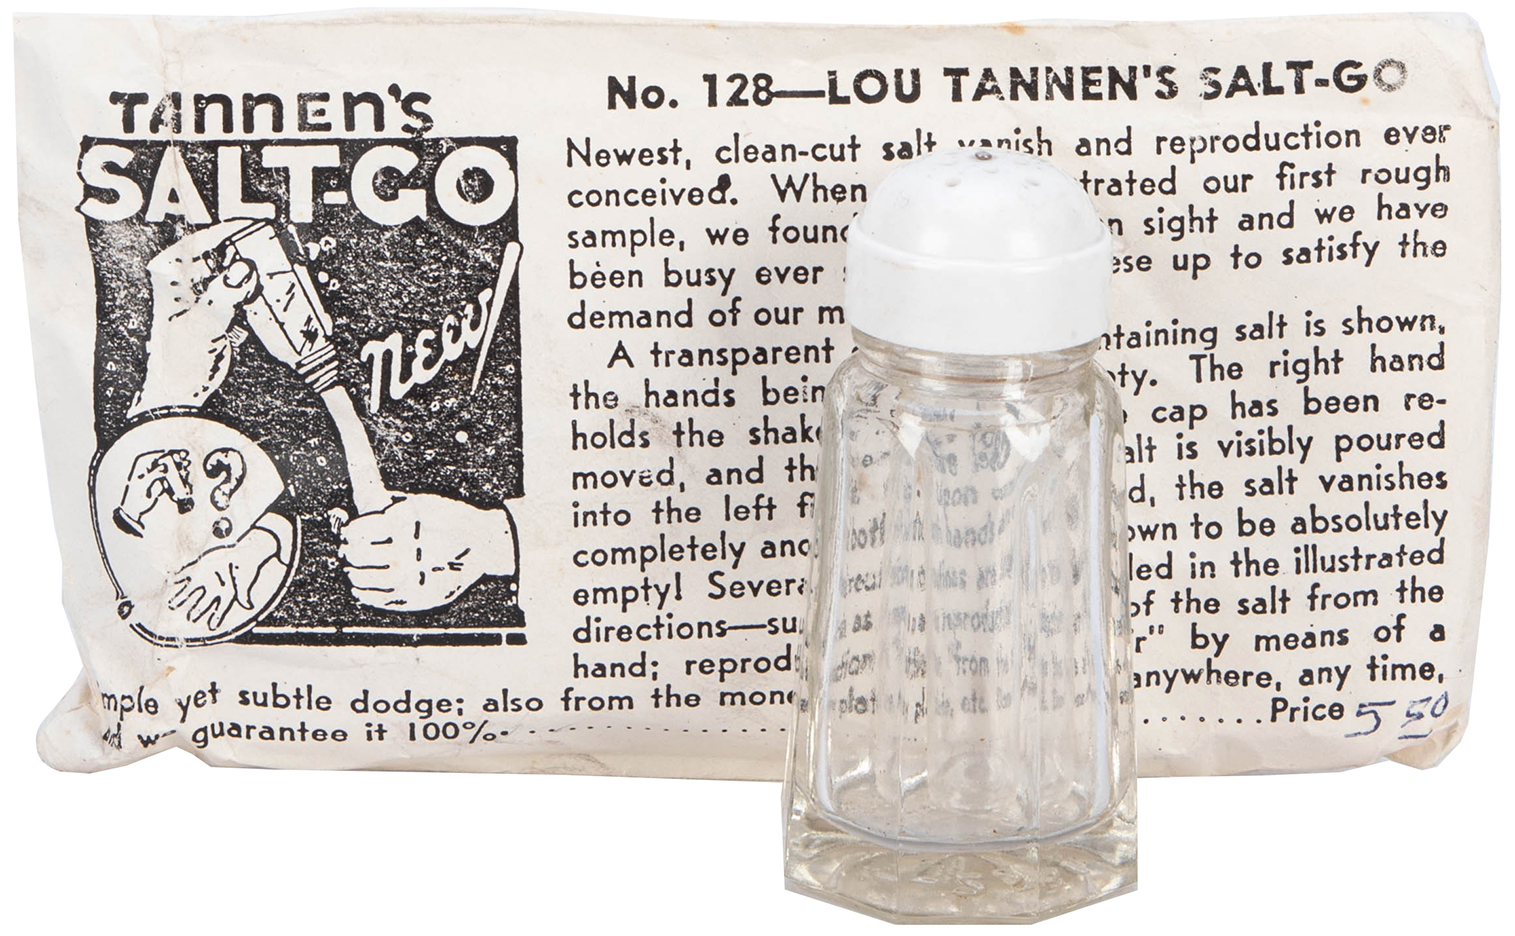 TANNEN'S
SALT-GO
NEW!
?
No. 128—LOU TANNEN'S SALT-GO
Newest, clean-cut salt vanish and reproduction ever
conceived. When trated our first rough
sample, we found sight and we have
been busy ever ese up to satisfy the
demand of our m
A transparent ntaining salt is shown,
the hands bein pty. The right hand
holds the shake cap has been re-
moved, and th alt is visibly poured
into the left fi d, the salt vanishes
completely and own to be absolutely
empty! Severa led in the illustrated
directions—su of the salt from the
hand; reprod r" by means of a
mple yet subtle dodge; also from the mone anywhere, any time,
guarantee it 100%. Price 5 50